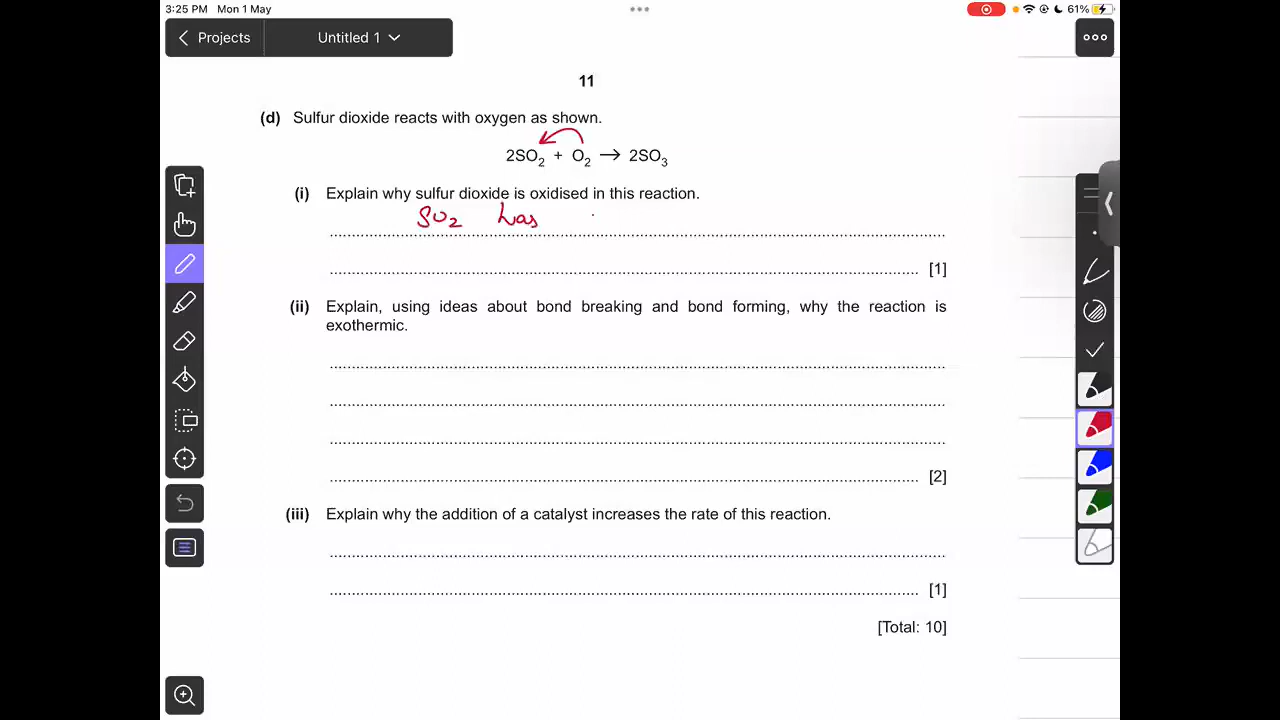 3:25 PM Mon 1 May
61%
Projects
Untitled 1
11
(d) Sulfur dioxide reacts with oxygen as shown.
2SO₂ + O₂ → 2SO₃
(i) Explain why sulfur dioxide is oxidised in this reaction.
SO₂ has
[1]
(ii) Explain, using ideas about bond breaking and bond forming, why the reaction is
exothermic.
[2]
(iii) Explain why the addition of a catalyst increases the rate of this reaction.
[1]
[Total: 10]